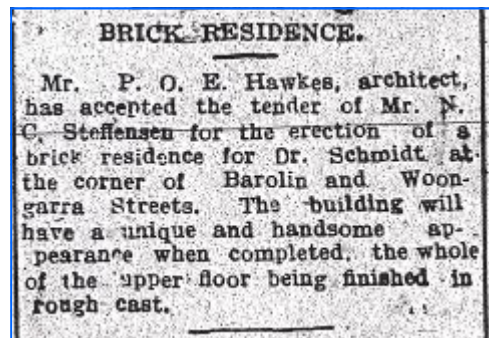 BRICK RESIDENCE.
Mr. P. O. E. Hawkes, architect,
has accepted the tender of Mr. N.
C. Steffensen for the erection of a
brick residence for Dr. Schmidt at
the corner of Barolin and Woon-
garra Streets. The building will
have a unique and handsome ap-
pearance when completed, the whole
of the upper floor being finished in
rough cast.